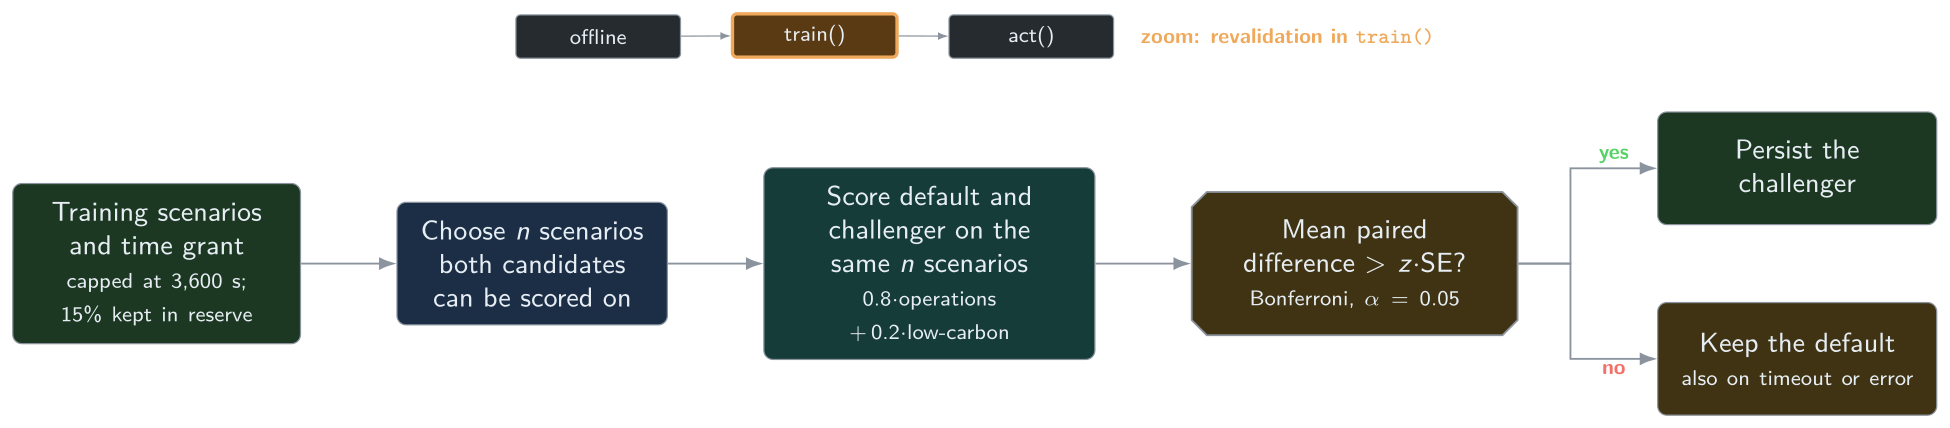 offline
train()
act()
zoom: revalidation in train()
Training scenarios
and time grant
capped at 3,600 s;
15% kept in reserve
Choose n scenarios
both candidates
can be scored on
Score default and
challenger on the
same n scenarios
0.8·operations
+ 0.2·low-carbon
Mean paired
difference > z·SE?
Bonferroni, α = 0.05
yes
Persist the
challenger
no
Keep the default
also on timeout or error